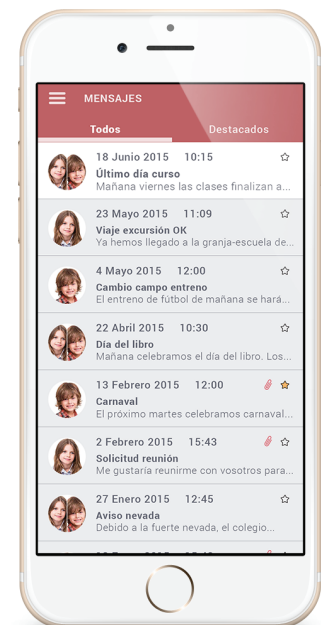 MENSAJES
Todos Destacados
18 Junio 2015 10:15
Último día curso
Mañana viernes las clases finalizan a...
23 Mayo 2015 11:09
Viaje excursión OK
Ya hemos llegado a la granja-escuela de...
4 Mayo 2015 12:00
Cambio campo entreno
El entreno de fútbol de mañana se hará...
22 Abril 2015 10:30
Día del libro
Mañana celebramos el día del libro. Los...
13 Febrero 2015 12:00
Carnaval
El próximo martes celebramos carnaval...
2 Febrero 2015 15:43
Solicitud reunión
Me gustaría reunirme con vosotros para...
27 Enero 2015 12:45
Aviso nevada
Debido a la fuerte nevada, el colegio...